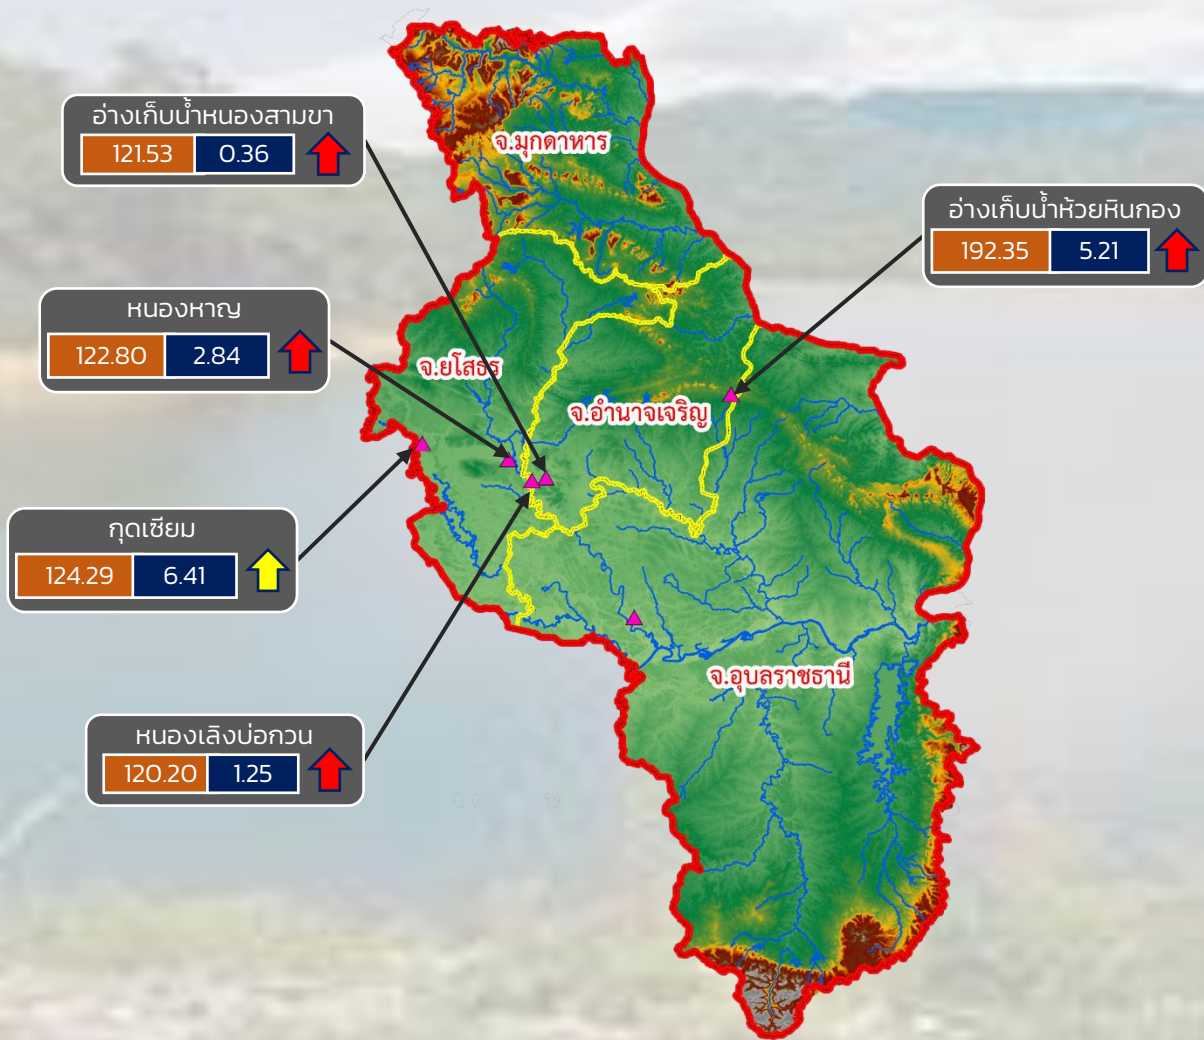 อ่างเก็บน้ำหนองสามขา
121.53 0.36
จ.มุกดาหาร
อ่างเก็บน้ำห้วยหินกอง
192.35 5.21
หนองหาญ
122.80 2.84
จ.ยโสธร
จ.อำนาจเจริญ
กุดเซียม
124.29 6.41
จ.อุบลราชธานี
หนองเลิงบ่อกวน
120.20 1.25